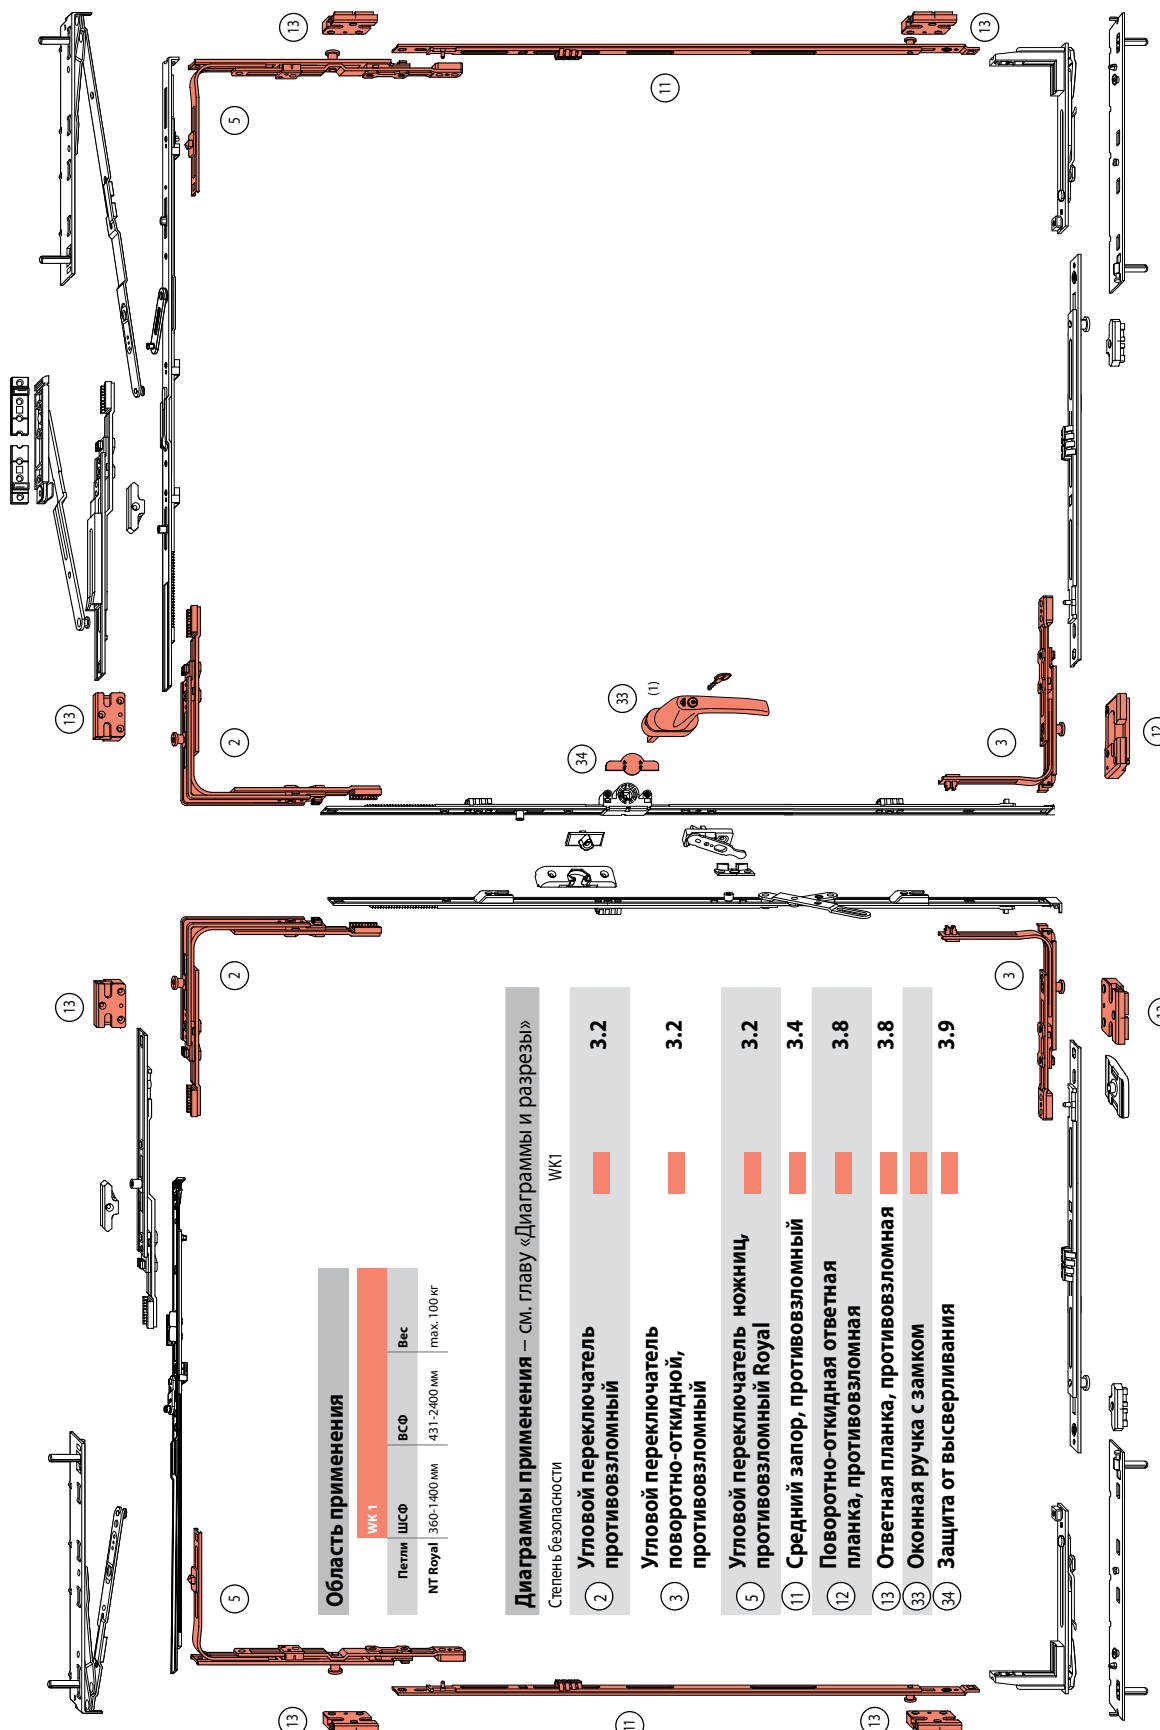 Область применения
WK 1
Петли ШСФ ВСФ Вес
NT Royal 360-1400 мм 431-2400 мм max. 100 кг
Диаграммы применения – см. главу «Диаграммы и разрезы»
Степень безопасности WK1
2 Угловой переключатель
противовзломный 3.2
3 Угловой переключатель
поворотно-откидной,
противовзломный 3.2
5 Угловой переключатель ножниц,
противовзломный Royal 3.2
11 Средний запор, противовзломный 3.4
12 Поворотно-откидная ответная
планка, противовзломная 3.8
13 Ответная планка, противовзломная 3.8
33 Оконная ручка с замком
34 Защита от высверливания 3.9
13
5
11
13
13
2
33
(1)
34
3
12
13
2
3
5
13
11
13